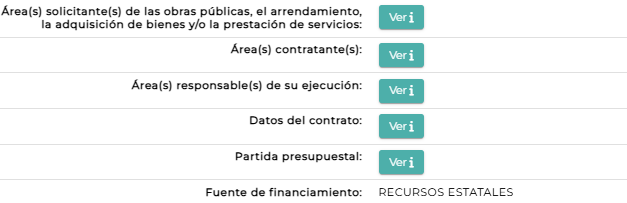 Área(s) solicitante(s) de las obras públicas, el arrendamiento,
la adquisición de bienes y/o la prestación de servicios: Ver i
Área(s) contratante(s): Ver i
Área(s) responsable(s) de su ejecución: Ver i
Datos del contrato: Ver i
Partida presupuestal: Ver i
Fuente de financiamiento: RECURSOS ESTATALES